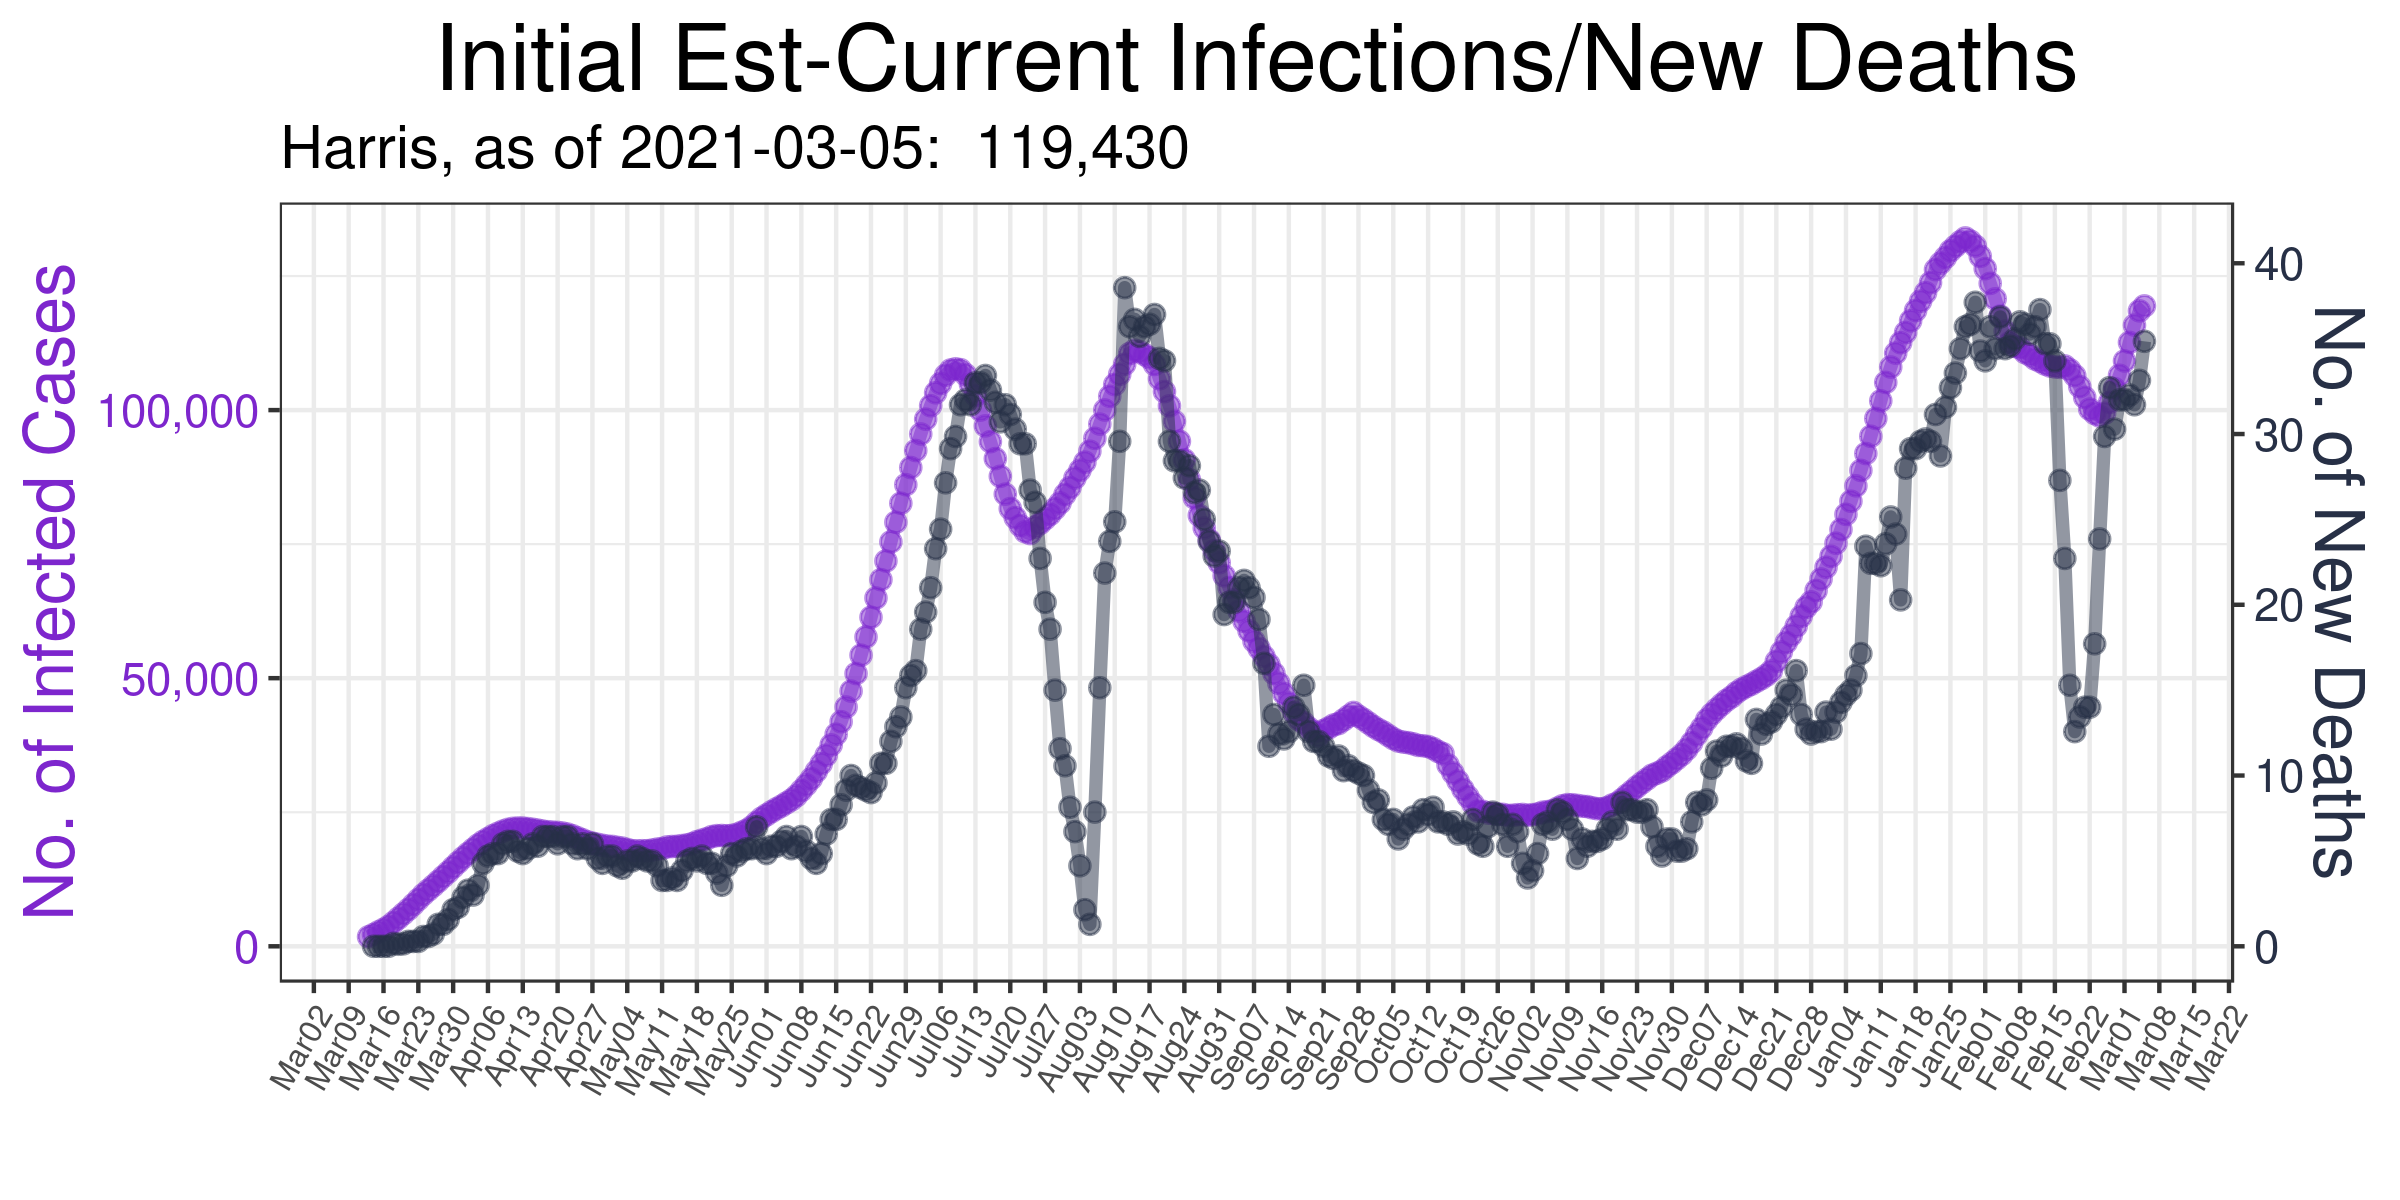 Initial Est-Current Infections/New Deaths
Harris, as of 2021-03-05:  119,430
No. of Infected Cases
100,000
50,000
0
40
30
20
10
0
No. of New Deaths
Mar02
Mar09
Mar16
Mar23
Mar30
Apr06
Apr13
Apr20
Apr27
May04
May11
May18
May25
Jun01
Jun08
Jun15
Jun22
Jun29
Jul06
Jul13
Jul20
Jul27
Aug03
Aug10
Aug17
Aug24
Aug31
Sep07
Sep14
Sep21
Sep28
Oct05
Oct12
Oct19
Oct26
Nov02
Nov09
Nov16
Nov23
Nov30
Dec07
Dec14
Dec21
Dec28
Dec04
Jan11
Jan18
Jan25
Feb01
Feb08
Feb15
Feb22
Mar01
Mar08
Mar15
Mar22